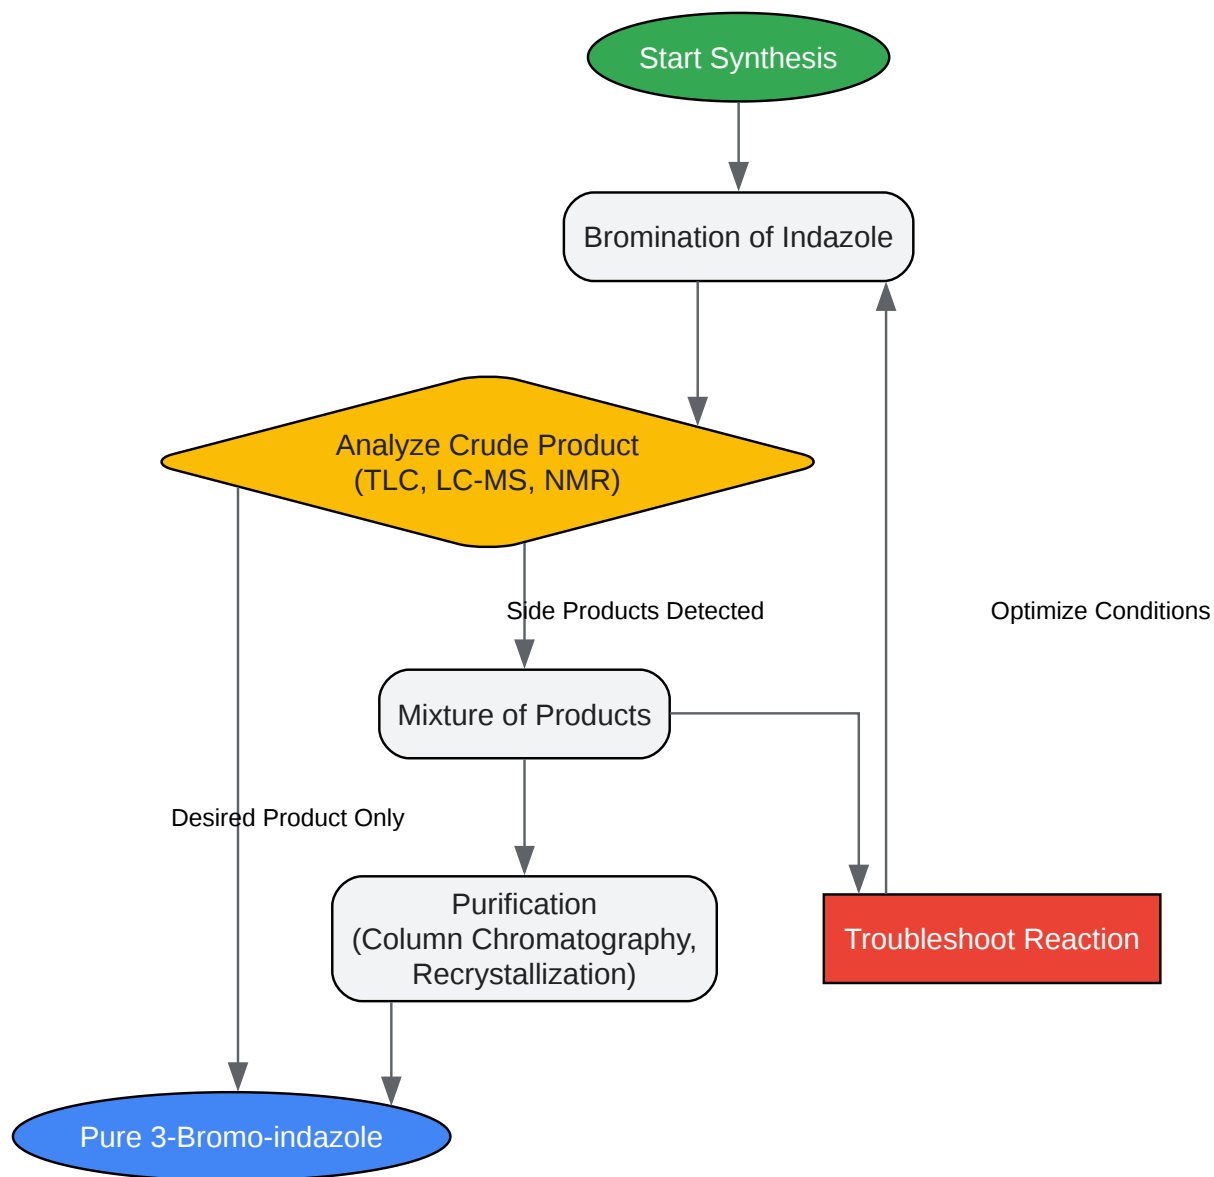 Start Synthesis
Bromination of Indazole
Analyze Crude Product
(TLC, LC-MS, NMR)
Side Products Detected
Optimize Conditions
Mixture of Products
Desired Product Only
Purification
(Column Chromatography,
Recrystallization)
Troubleshoot Reaction
Pure 3-Bromo-indazole